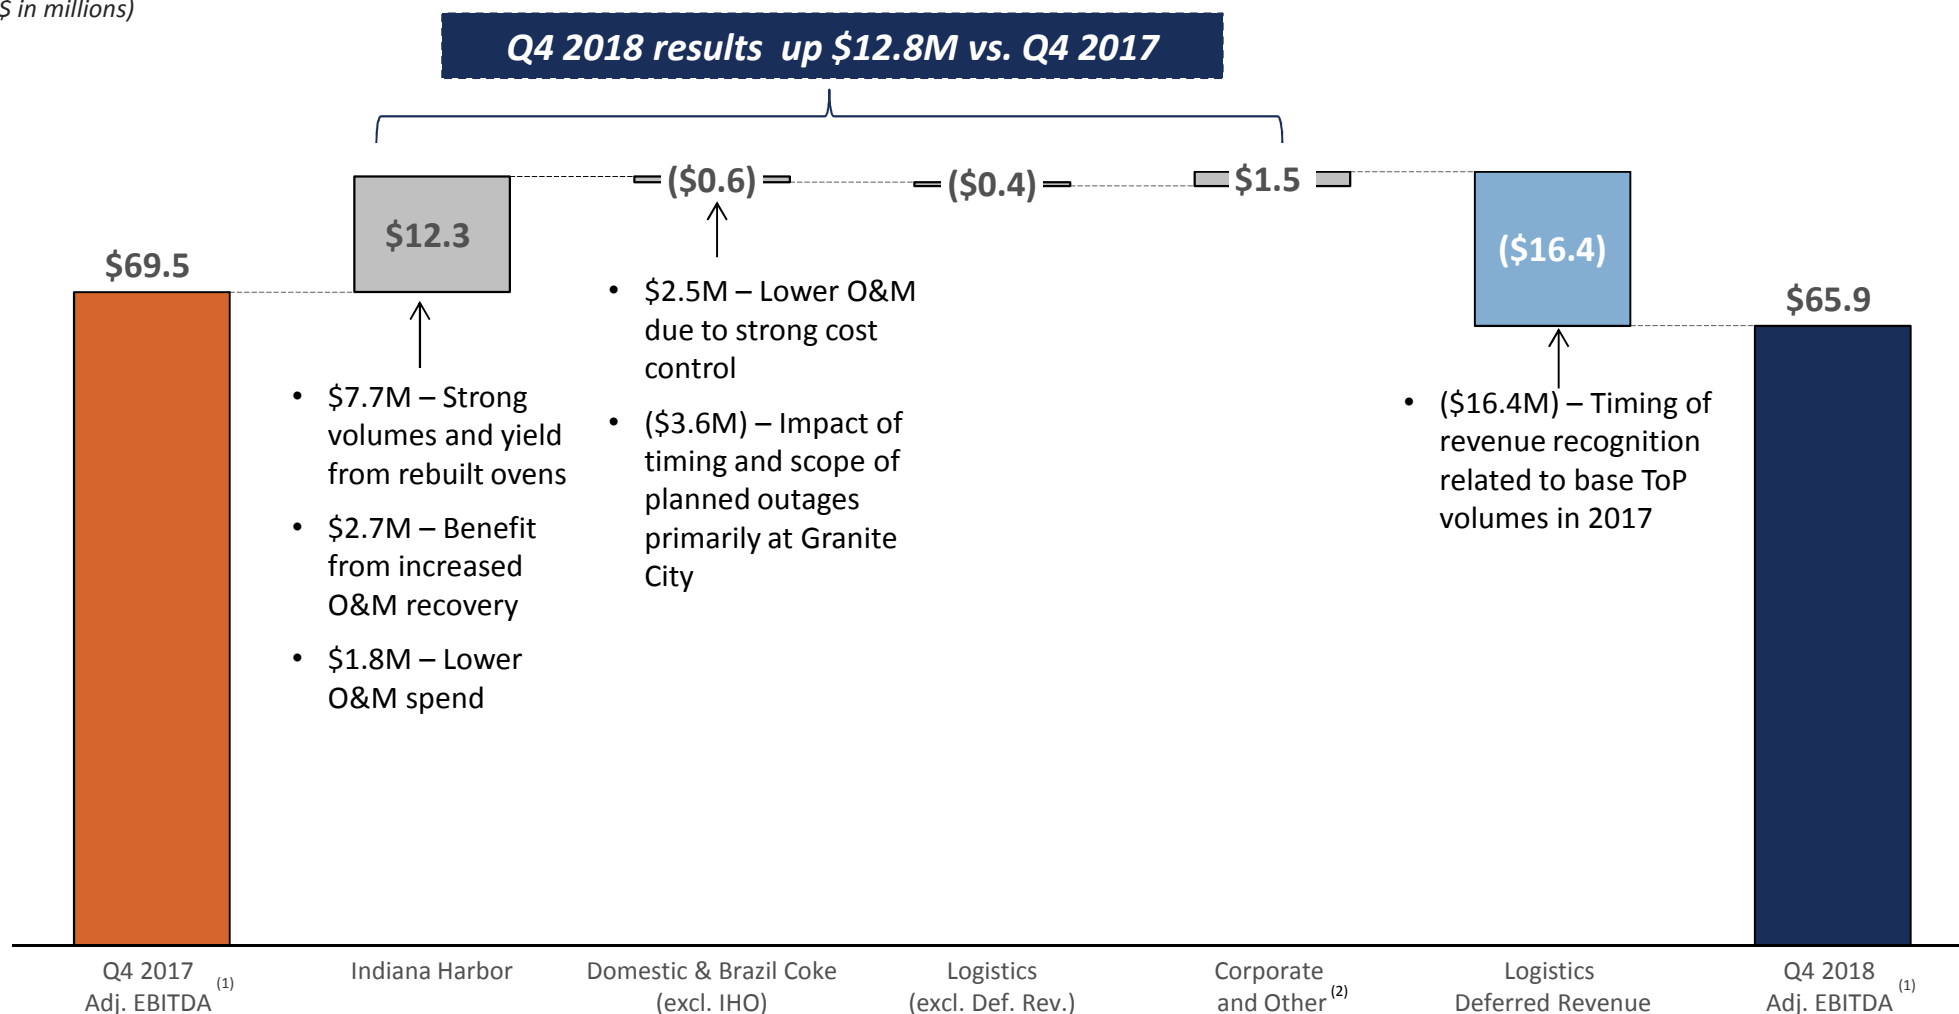 $ in millions)
Q4 2018 results up $12.8M vs. Q4 2017
$69.5
$12.3
($0.6)
($0.4)
$1.5
($16.4)
$65.9
• $7.7M – Strong
volumes and yield
from rebuilt ovens
• $2.7M – Benefit
from increased
O&M recovery
• $1.8M – Lower
O&M spend
• $2.5M – Lower O&M
due to strong cost
control
• ($3.6M) – Impact of
timing and scope of
planned outages
primarily at Granite
City
• ($16.4M) – Timing of
revenue recognition
related to base ToP
volumes in 2017
Q4 2017
Adj. EBITDA (1)
Indiana Harbor
Domestic & Brazil Coke
(excl. IHO)
Logistics
(excl. Def. Rev.)
Corporate
and Other (2)
Logistics
Deferred Revenue
Q4 2018
Adj. EBITDA (1)